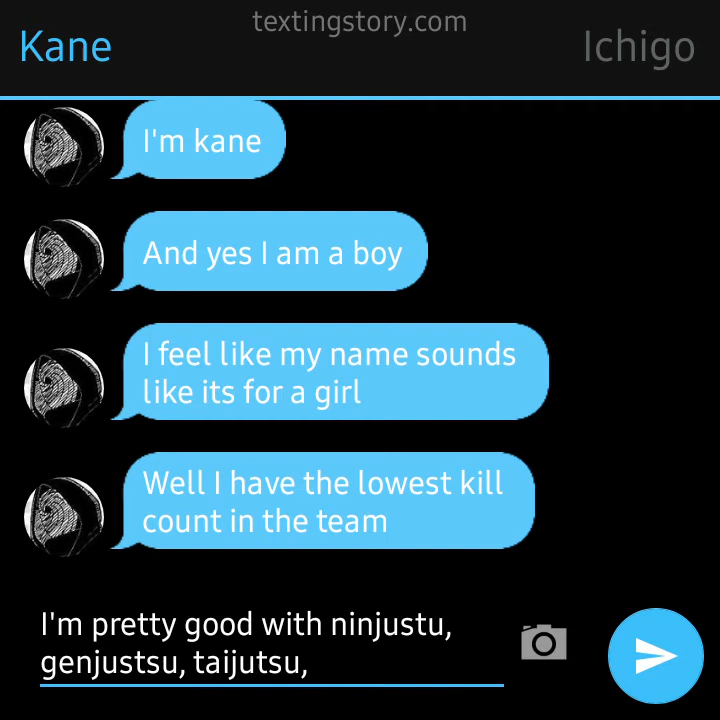 textingstory.com
Kane
Ichigo
I'm kane
And yes I am a boy
I feel like my name sounds
like its for a girl
Well I have the lowest kill
count in the team
I'm pretty good with ninjustu,
genjustsu, taijutsu,